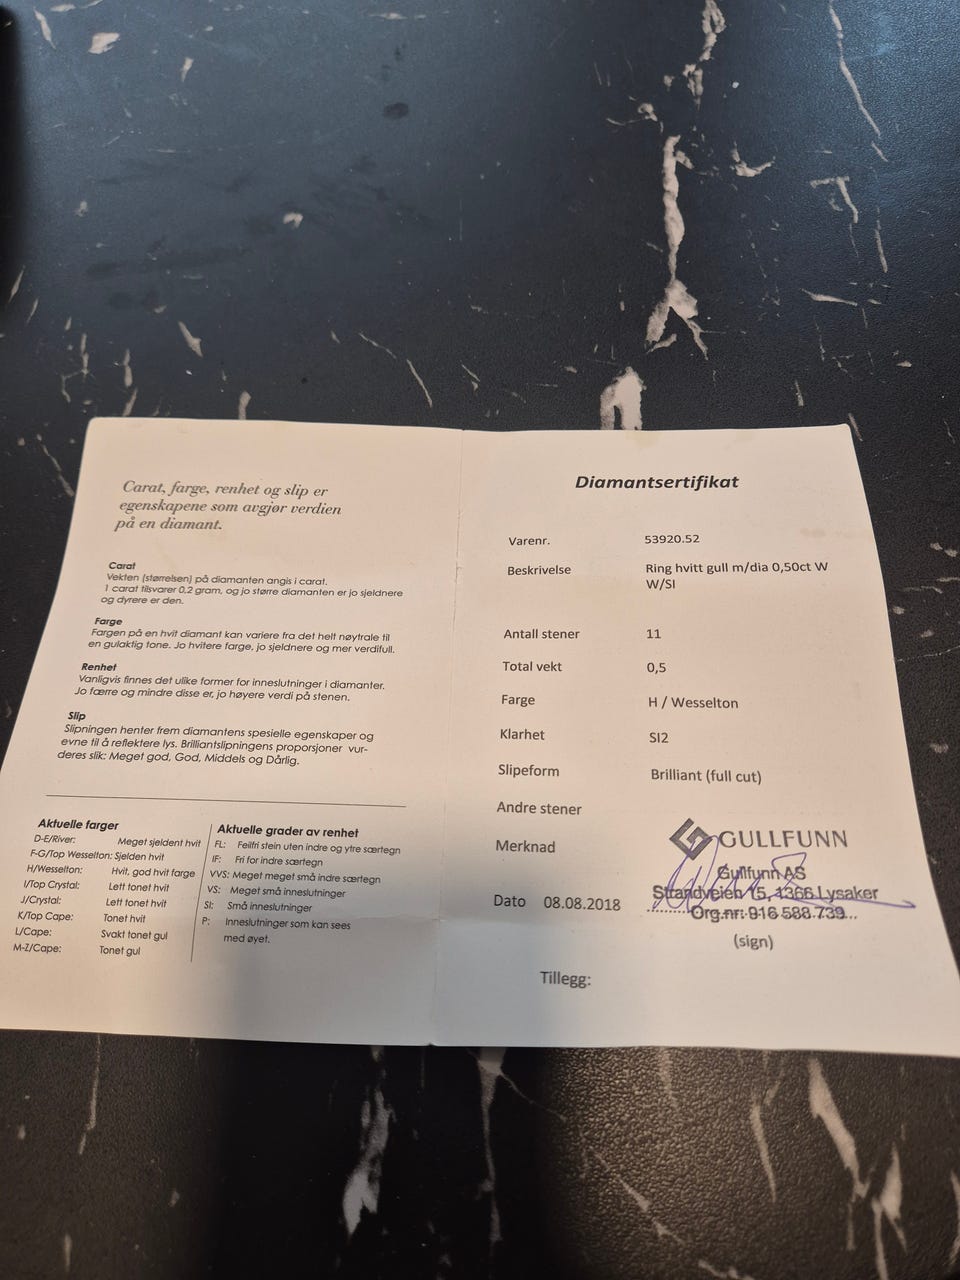 Carat, farge, renhet og slip er
egenskapene som avgjør verdien
på en diamant.
Carat
Vekten (størrelsen) på diamanten angis i carat.
1 carat tilsvarer 0,2 gram, og jo større diamanten er jo sjeldnere
og dyrere er den.
Farge
Fargen på en hvit diamant kan variere fra det helt nøytrale til
en gulaktig tone. Jo hvitere farge, jo sjeldnere og mer verdifull.
Renhet
Vanligvis finnes det ulike former for inneslutninger i diamanter.
Jo færre og mindre disse er, jo høyere verdi på stenen.
Slip
Slipningen henter frem diamantens spesielle egenskaper og
evne til å reflektere lys. Brilliantslipningens proporsjoner vur-
deres slik: Meget god, God, Middels og Dårlig.
Aktuelle farger
D-E/River: Meget sjeldent hvit
F-G/Top Wesselton: Sjelden hvit
H/Wesselton: Hvit, god hvit farge
I/Top Crystal: Lett tonet hvit
J/Crystal: Lett tonet hvit
K/Top Cape: Tonet hvit
L/Cape: Svakt tonet gul
M-Z/Cape: Tonet gul
Aktuelle grader av renhet
FL: Feilfri stein uten indre og ytre særtegn
IF: Fri for indre særtegn
VVS: Meget meget små indre særtegn
VS: Meget små inneslutninger
SI: Små inneslutninger
P: Inneslutninger som kan sees
med øyet.
Diamantsertifikat
Varenr. 53920.52
Beskrivelse Ring hvitt gull m/dia 0,50ct W
W/SI
Antall stener 11
Total vekt 0,5
Farge H / Wesselton
Klarhet SI2
Slipeform Brilliant (full cut)
Andre stener
Merknad
GULLFUNN
Gullfunn AS
Strandveien 15, 1366 Lysaker
Org.nr. 916 588 739
Dato 08.08.2018
(sign)
Tillegg: